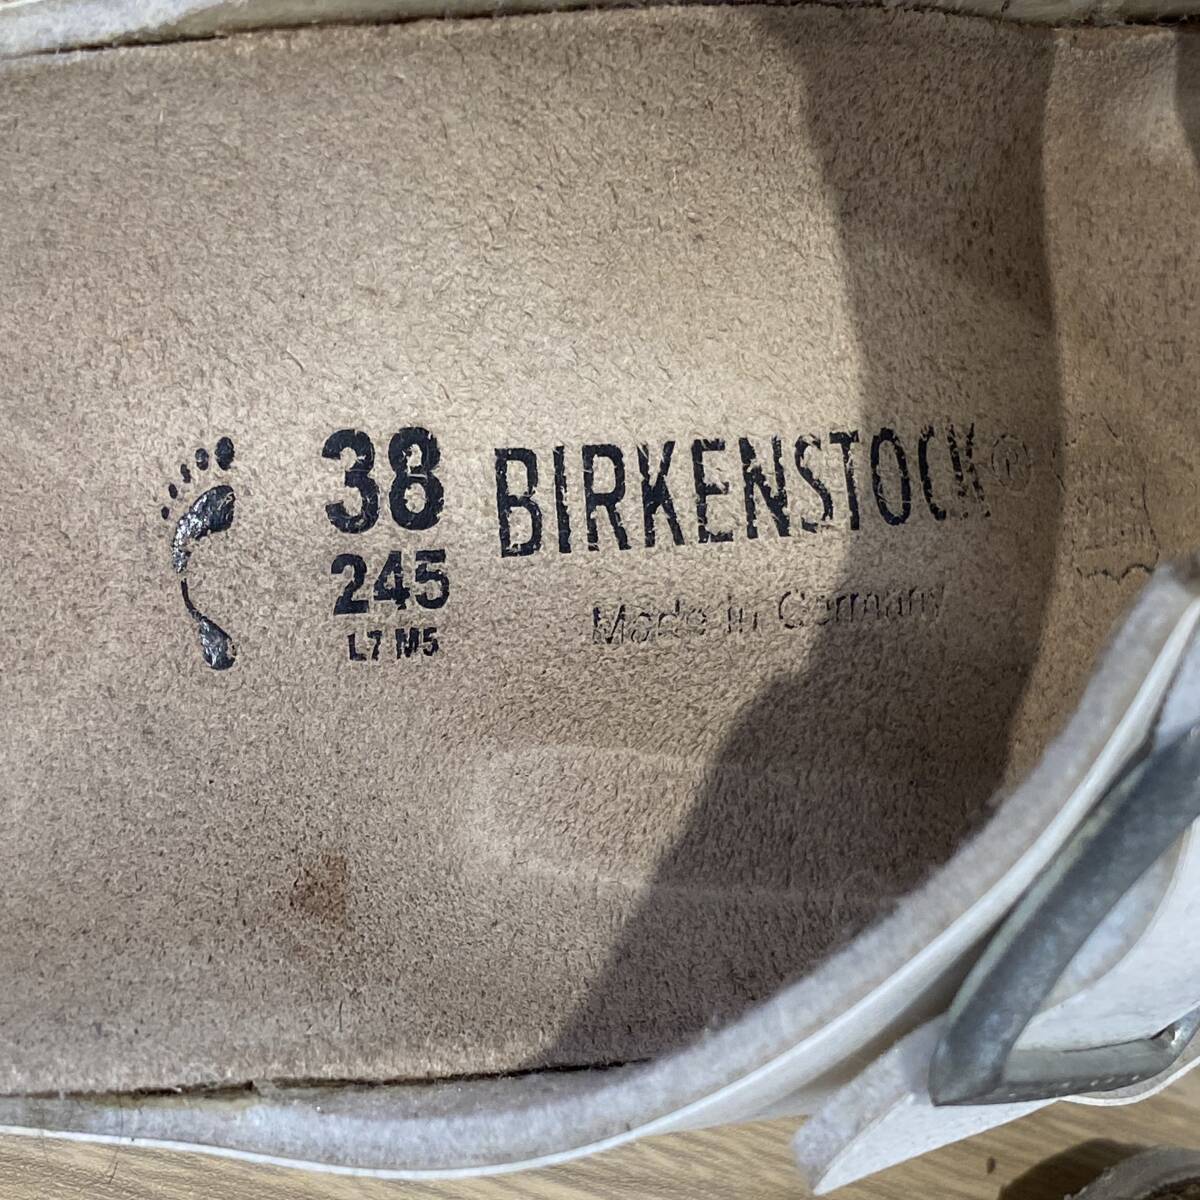 38
245
L7 M5
BIRKENSTOCK®
Made in Germany